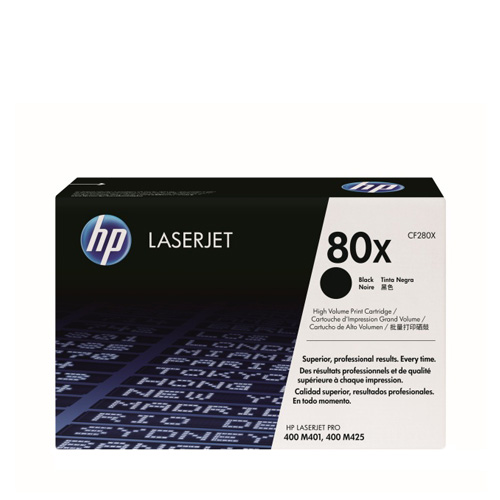 hp
hp
LASERJET
80x
CF280X
Black Tinta Negra
Noire 黑色
High Volume Print Cartridge /
Cartouche d'Impression Grand Volume /
Cartucho de Alto Volumen / 批量打印硒鼓
Superior, professional results. Every time.
Des résultats professionnels et de qualité
supérieure à chaque impression.
Calidad superior, resultados profesionales.
En todo momento.
HP LASERJET PRO
400 M401, 400 M425